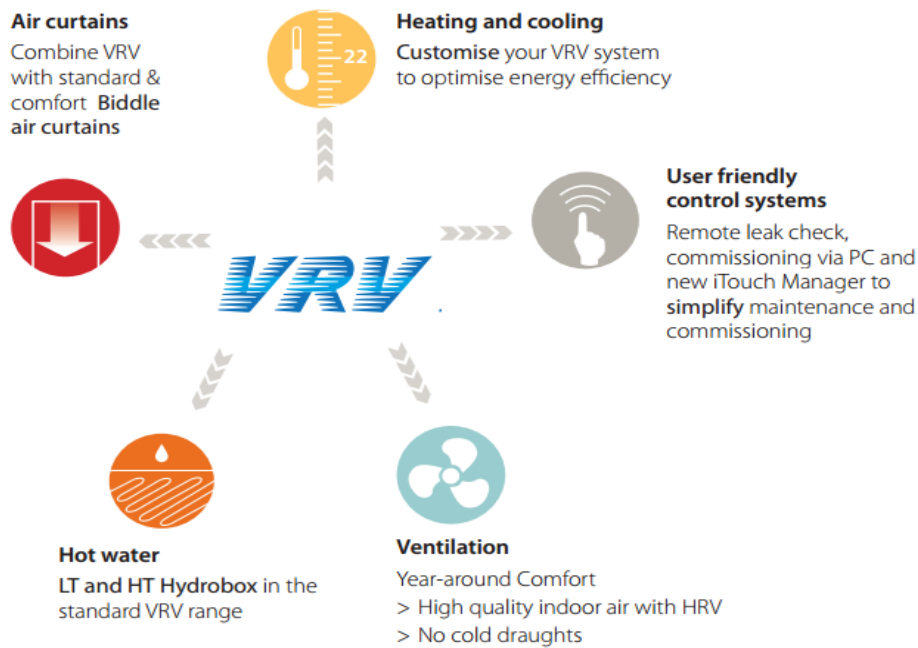 Air curtains
Combine VRV
with standard &
comfort Biddle
air curtains
22
Heating and cooling
Customise your VRV system
to optimise energy efficiency
User friendly
control systems
Remote leak check,
commissioning via PC and
new iTouch Manager to
simplify maintenance and
commissioning
VRV
Hot water
LT and HT Hydrobox in the
standard VRV range
Ventilation
Year-around Comfort
> High quality indoor air with HRV
> No cold draughts